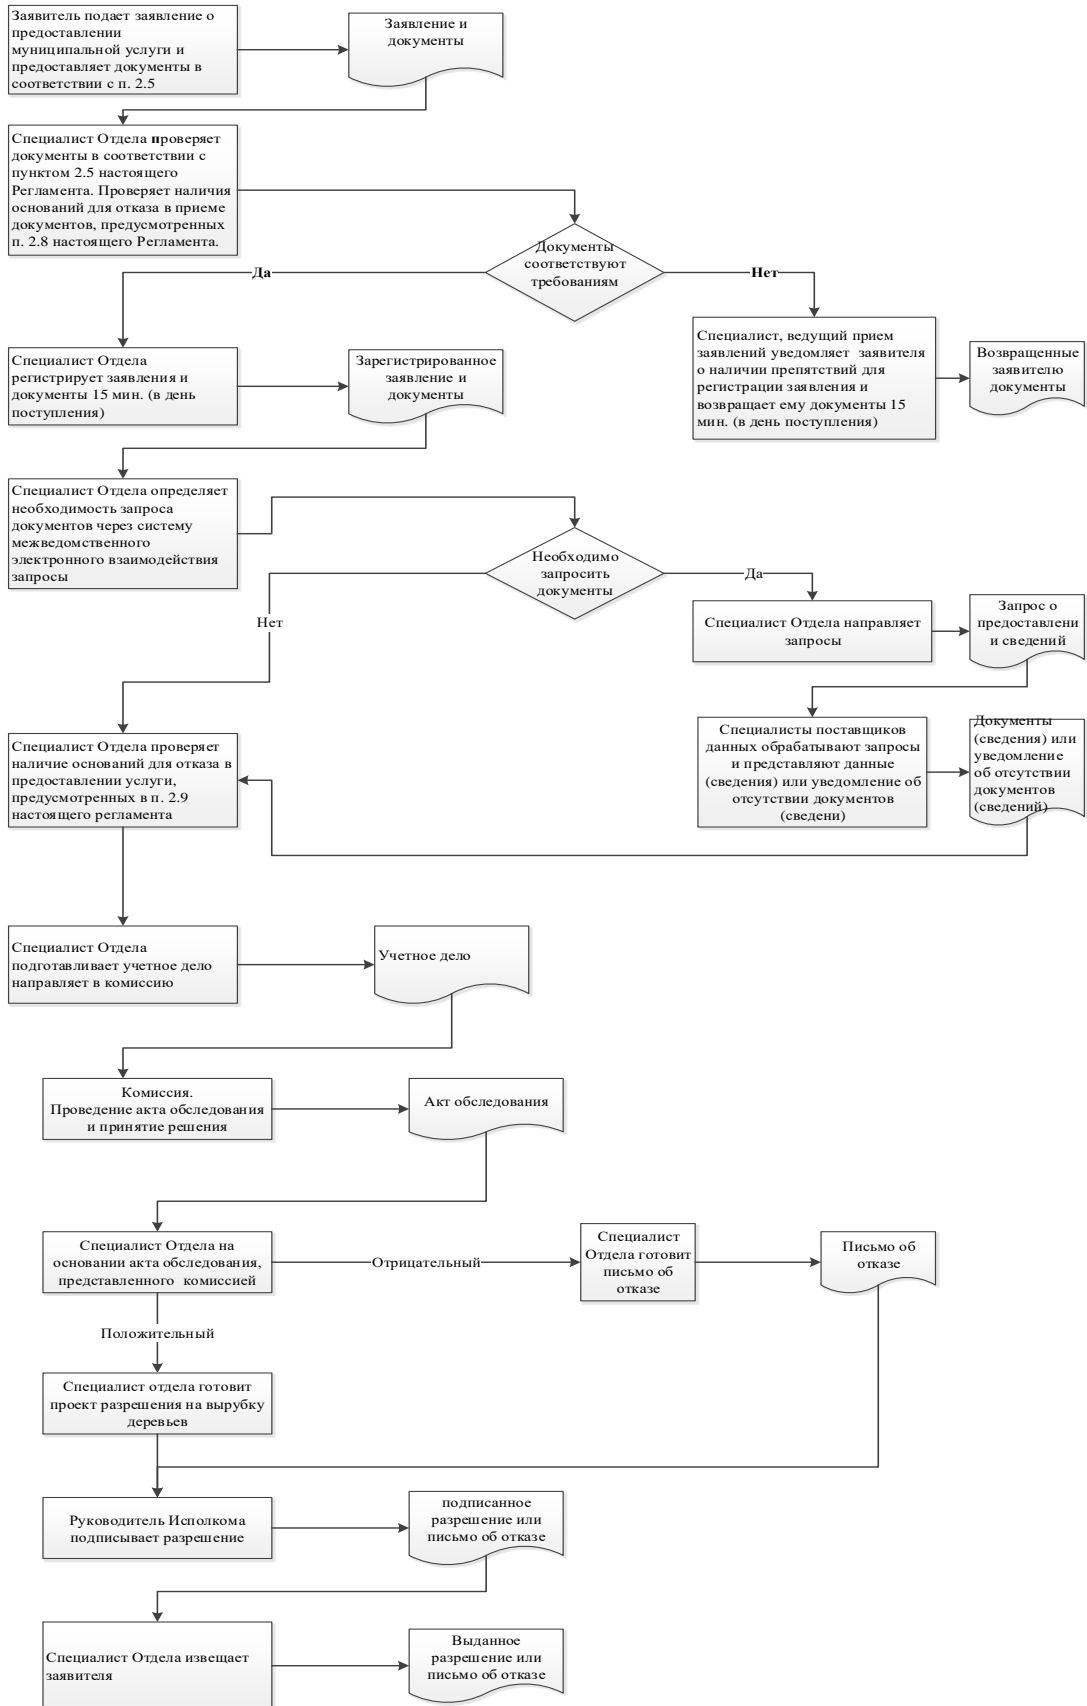 Заявитель подает заявление о
предоставлении
муниципальной услуги и
предоставляет документы в
соответствии с п. 2.5
Заявление и
документы
Специалист Отдела проверяет
документы в соответствии с
пунктом 2.5 настоящего
Регламента. Проверяет наличия
оснований для отказа в приеме
документов, предусмотренных
п. 2.8 настоящего Регламента.
Документы
соответствуют
требованиям
Да
Нет
Специалист Отдела
регистрирует заявления и
документы 15 мин. (в день
поступления)
Зарегистрированное
заявление и
документы
Специалист, ведущий прием
заявлений уведомляет заявителя
о наличии препятствий для
регистрации заявления и
возвращает ему документы 15
мин. (в день поступления)
Возвращенные
заявителю
документы
Специалист Отдела определяет
необходимость запроса
документов через систему
межведомственного
электронного взаимодействия
запросы
Необходимо
запросить
документы
Да
Нет
Специалист Отдела направляет
запросы
Запрос о
предоставлени
и сведений
Специалист Отдела проверяет
наличие оснований для отказа в
предоставлении услуги,
предусмотренных в п. 2.9
настоящего регламента
Специалисты поставщиков
данных обрабатывают запросы
и представляют данные
(сведения) или уведомление об
отсутствии документов
(сведени)
Документы
(сведения) или
уведомление
об отсутствии
документов
(сведений)
Специалист Отдела
подготавливает учетное дело
направляет в комиссию
Учетное дело
Комиссия.
Проведение акта обследования
и принятие решения
Акт обследования
Специалист Отдела на
основании акта обследования,
представленного комиссией
Отрицательный
Специалист
Отдела готовит
письмо об
отказе
Письмо об
отказе
Положительный
Специалист отдела готовит
проект разрешения на вырубку
деревьев
Руководитель Исполкома
подписывает разрешение
подписанное
разрешение или
письмо об отказе
Специалист Отдела извещает
заявителя
Выданное
разрешение или
письмо об отказе